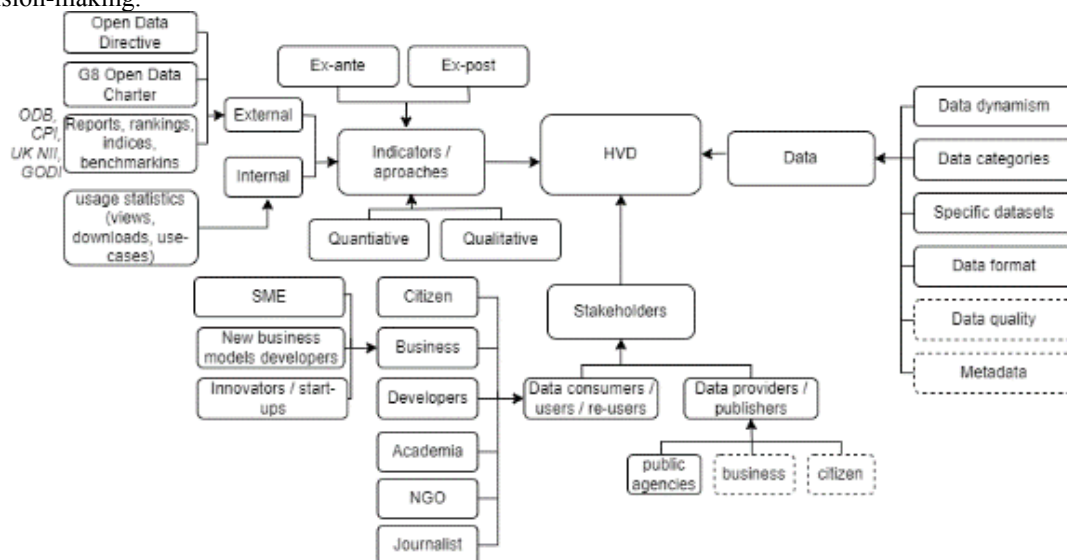 sion-making.
Open Data
Directive
G8 Open Data
Charter
ODB,
CPI,
UK NII,
GODI
Reports, rankings,
indices,
benchmarkins
usage statistics
(views,
downloads, use-
cases)
External
Internal
Ex-ante
Ex-post
Indicators /
aproaches
Quantiative
Qualitative
HVD
Data
Data dynamism
Data categories
Specific datasets
Data format
Data quality
Metadata
SME
New business
models developers
Innovators / start-
ups
Citizen
Business
Developers
Academia
NGO
Journalist
Stakeholders
Data consumers /
users / re-users
Data providers /
publishers
public
agencies
business
citizen